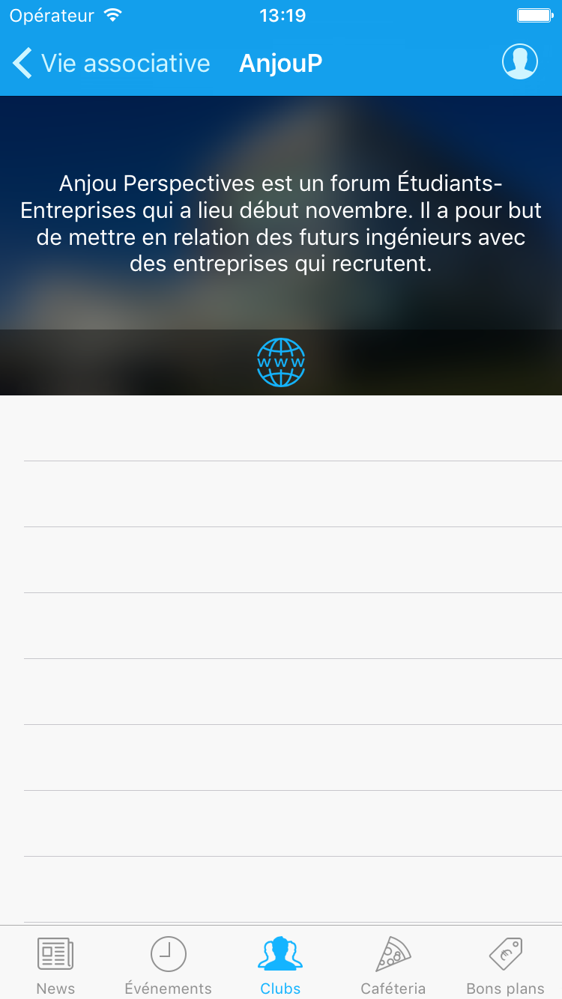 Opérateur 13:19
Vie associative AnjouP
Anjou Perspectives est un forum Étudiants-
Entreprises qui a lieu début novembre. Il a pour but
de mettre en relation des futurs ingénieurs avec
des entreprises qui recrutent.
WWW
News Événements Clubs Caféteria Bons plans